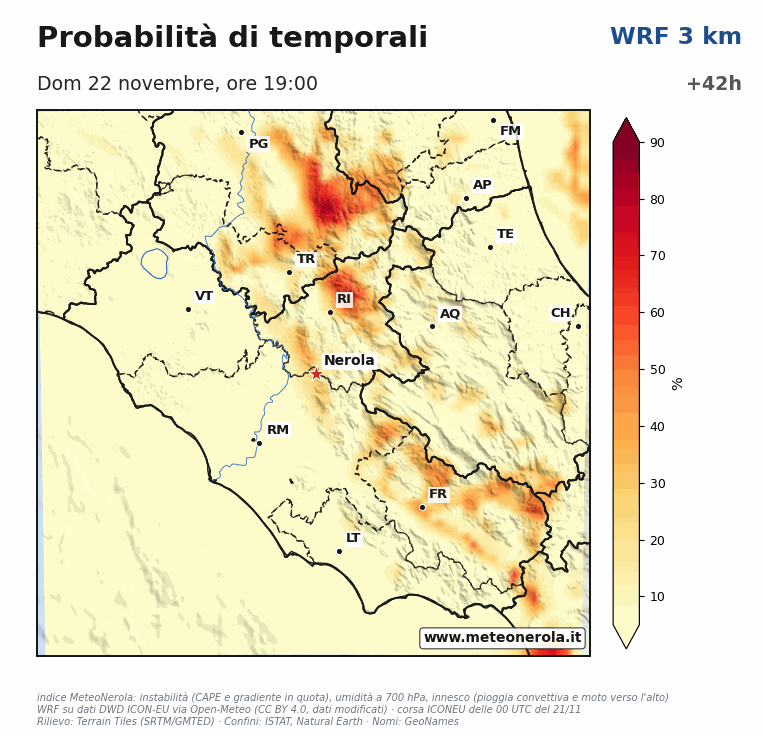 Probabilità di temporali
WRF 3 km
Dom 22 novembre, ore 19:00
+42h
PG
FM
AP
TE
TR
VT
RI
AQ
CH
Nerola
RM
FR
LT
www.meteonerola.it
90
80
70
60
50
40
30
20
10
%
indice MeteoNerola: instabilità (CAPE e gradiente in quota), umidità a 700 hPa, innesco (pioggia convettiva e moto verso l'alto)
WRF su dati DWD ICON-EU via Open-Meteo (CC BY 4.0, dati modificati) · corsa ICONEU delle 00 UTC del 21/11
Rilievo: Terrain Tiles (SRTM/GMTED) · Confini: ISTAT, Natural Earth · Nomi: GeoNames